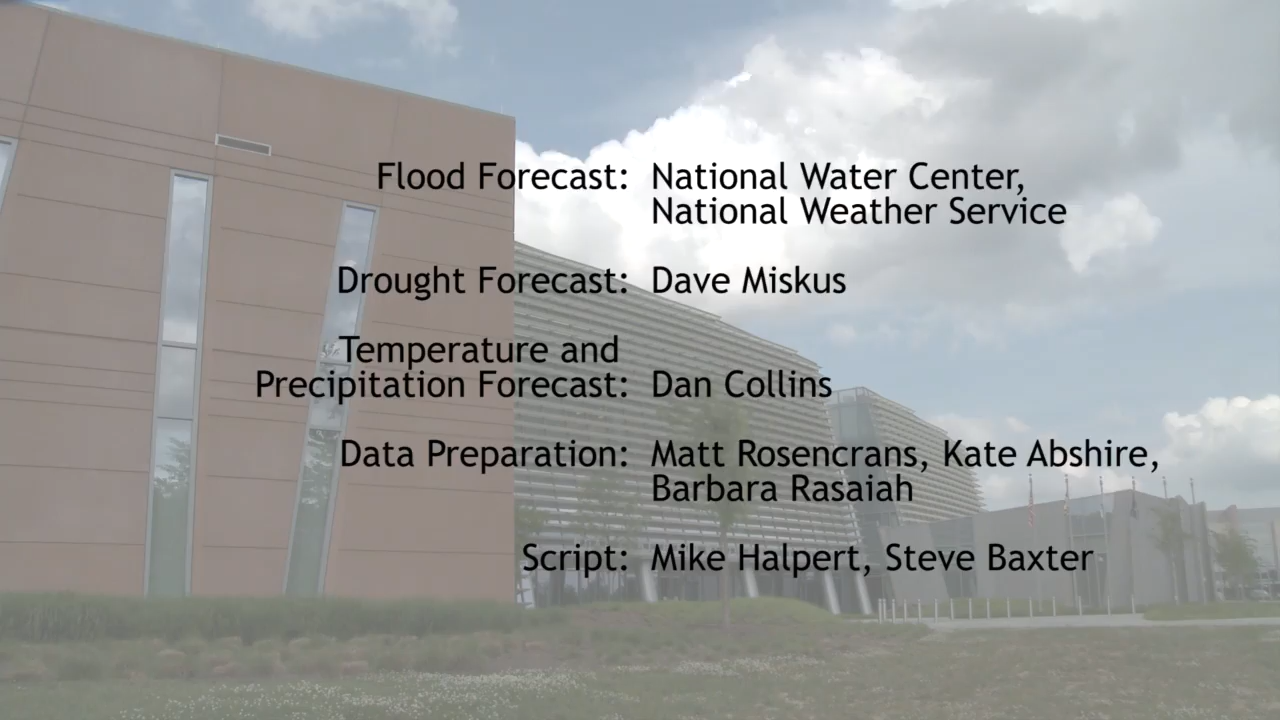 Flood Forecast: National Water Center,
National Weather Service
Drought Forecast: Dave Miskus
Temperature and
Precipitation Forecast: Dan Collins
Data Preparation: Matt Rosencrans, Kate Abshire,
Barbara Rasaiah
Script: Mike Halpert, Steve Baxter